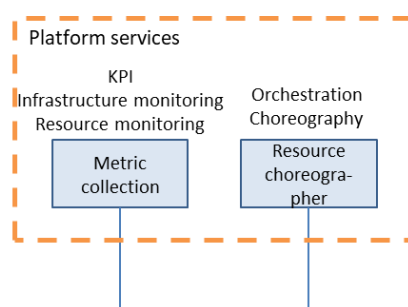 Platform services
KPI
Infrastructure monitoring
Resource monitoring
Metric
collection
Orchestration
Choreography
Resource
choreogra-
pher